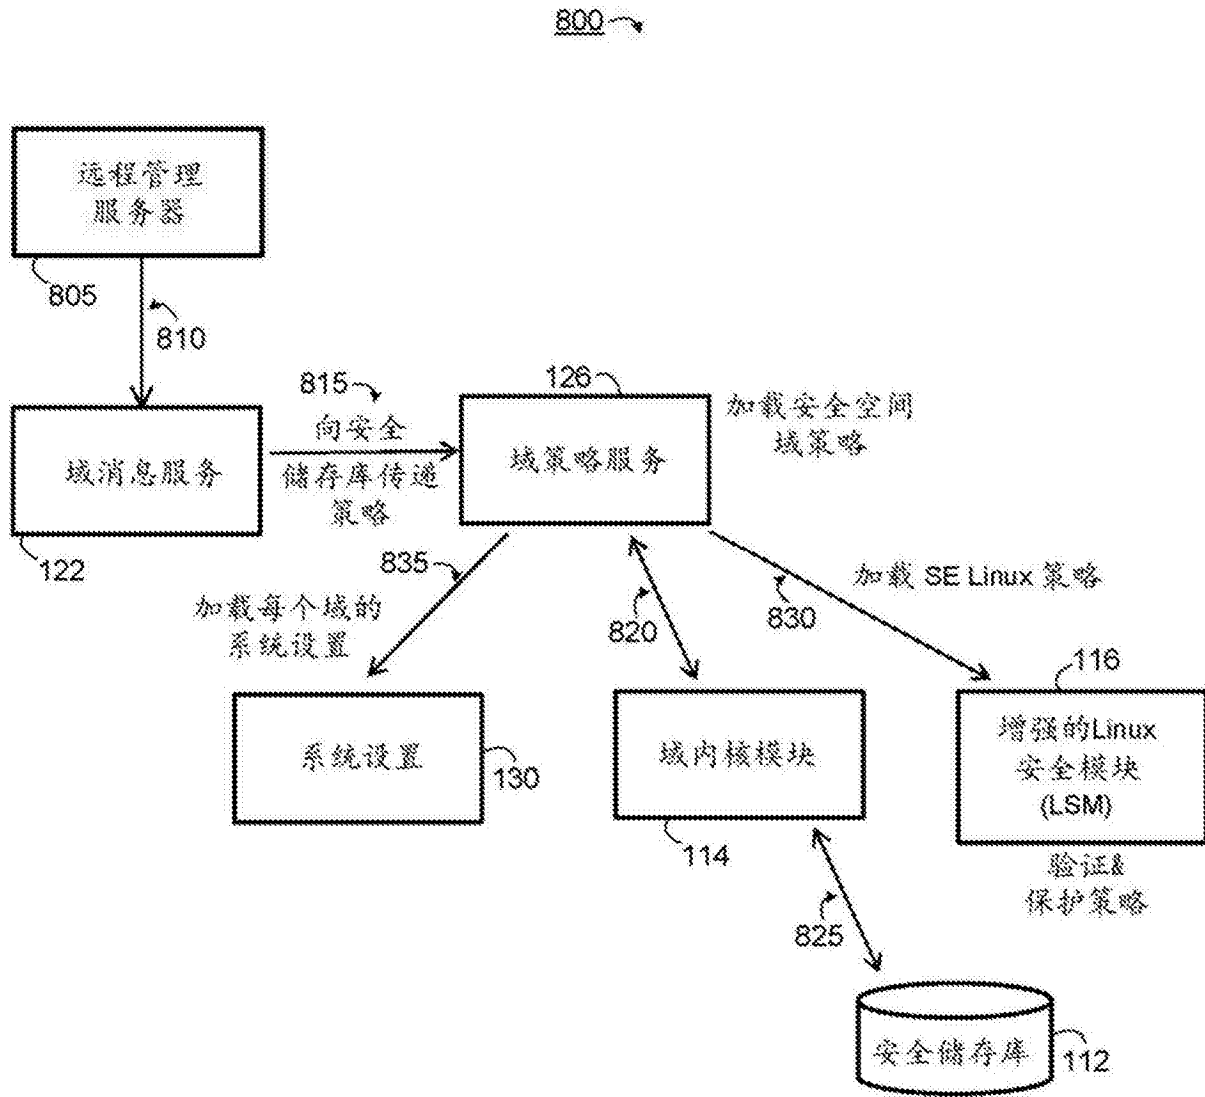 800
远程管理
服务器
805
810
815
向安全
储存库传递
策略
域消息服务
122
126
域策略服务
加载安全空间
域策略
835
加载每个域的
系统设置
820
830
加载 SE Linux 策略
系统设置
130
域内核模块
114
116
增强的Linux
安全模块
(LSM)
验证&
保护策略
825
安全储存库
112